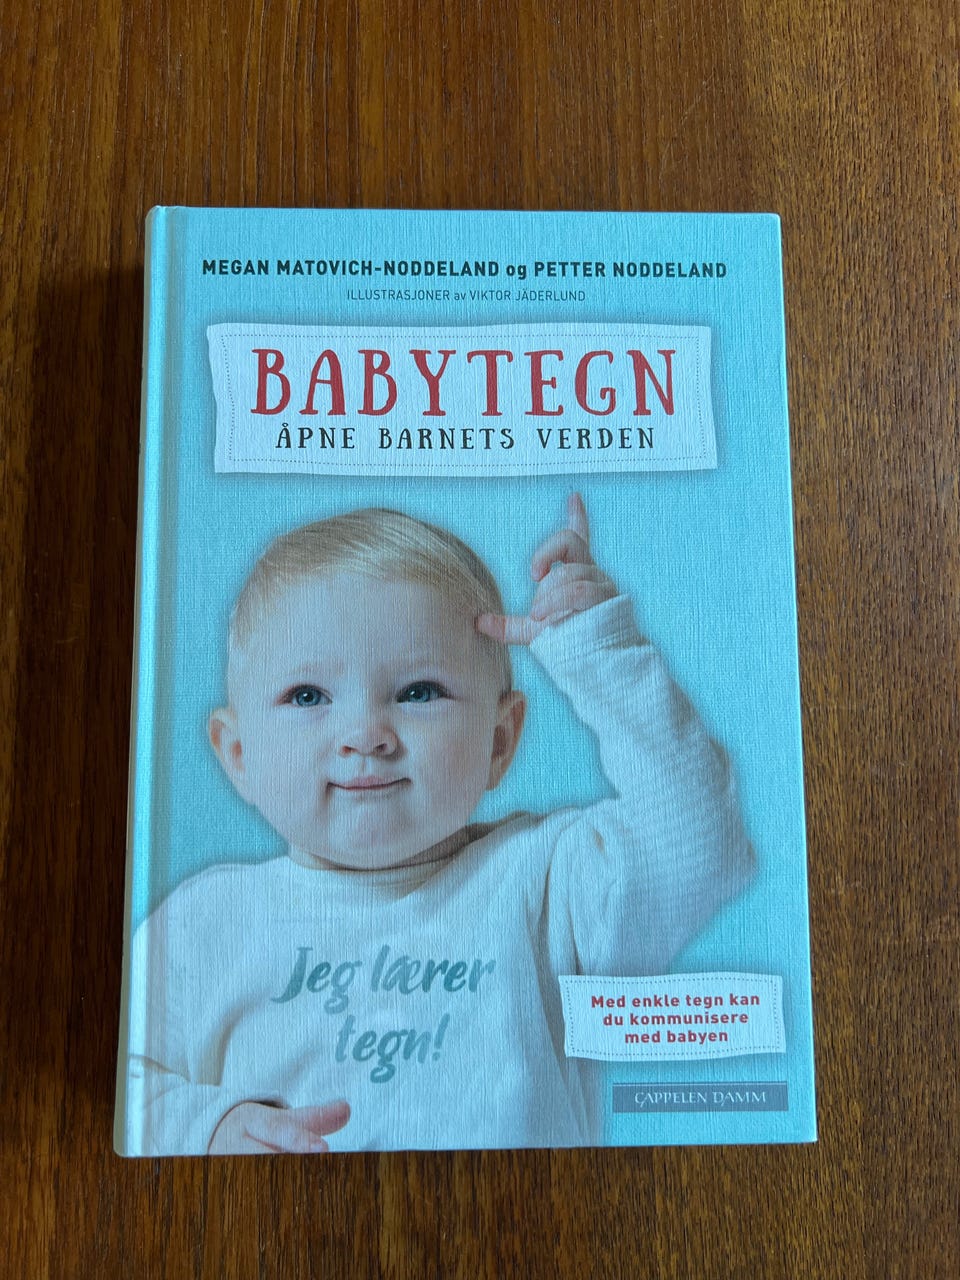 MEGAN MATOVICH-NODDELAND og PETTER NODDELAND
ILLUSTRASJONER av VIKTOR JÄDERLUND
BABYTEGN
ÅPNE BARNETS VERDEN
Jeg lærer
tegn!
Med enkle tegn kan
du kommunisere
med babyen
CAPPELEN DAMM